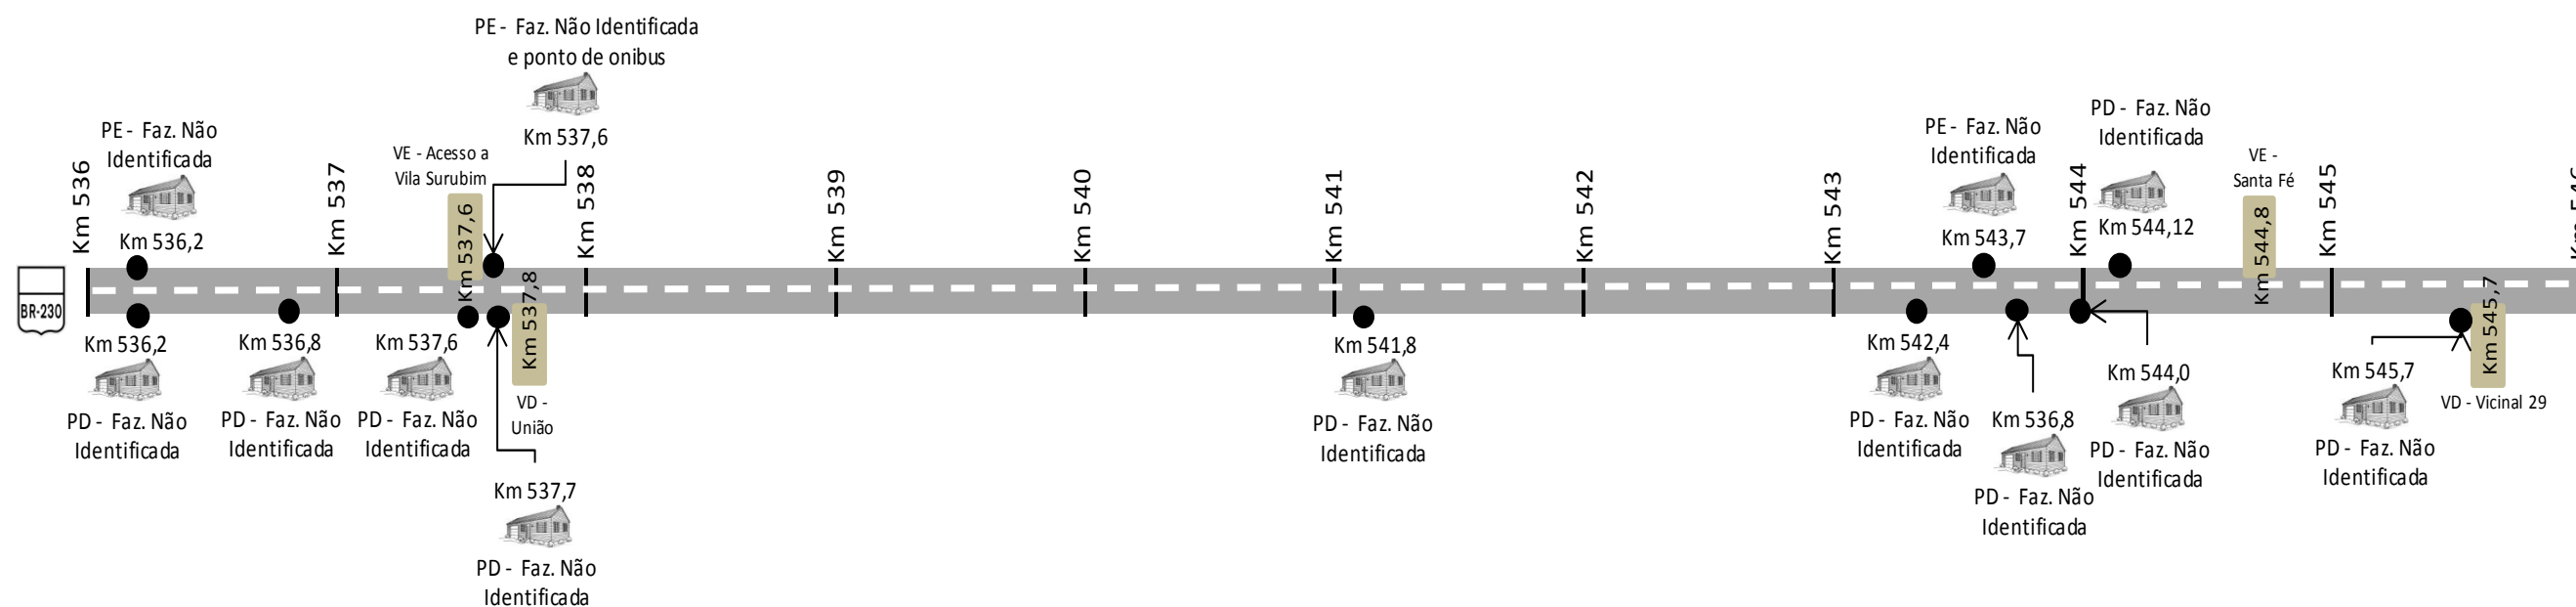 PE - Faz. Não Identificada
e ponto de onibus
Km 537,6
PE - Faz. Não
Identificada
Km 536,2
VE - Acesso a
Vila Surubim
Km 537,6
PE - Faz. Não
Identificada
Km 543,7
PD - Faz. Não
Identificada
Km 544,12
VE -
Santa Fé
Km 544,8
Km 536
Km 537
Km 538
Km 539
Km 540
Km 541
Km 542
Km 543
Km 544
Km 545
BR-230
Km 536,2
PD - Faz. Não
Identificada
Km 536,8
PD - Faz. Não
Identificada
Km 537,6
PD - Faz. Não
Identificada
Km 537,8
VD -
União
Km 537,7
PD - Faz. Não
Identificada
Km 541,8
PD - Faz. Não
Identificada
Km 542,4
PD - Faz. Não
Identificada
Km 536,8
PD - Faz. Não
Identificada
Km 544,0
PD - Faz. Não
Identificada
Km 545,7
PD - Faz. Não
Identificada
Km 545,7
VD - Vicinal 29